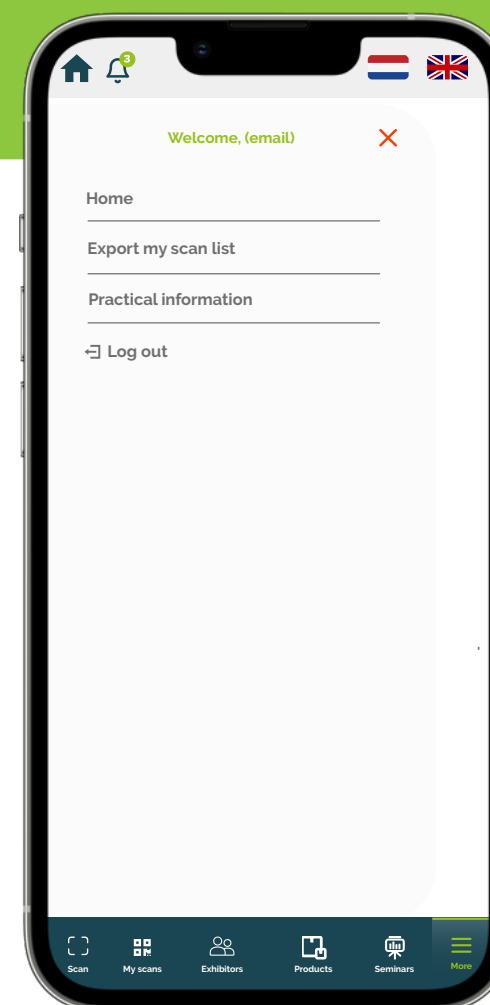 3
Welcome, (email)
Home
Export my scan list
Practical information
Log out
Scan
My scans
Exhibitors
Products
Seminars
More